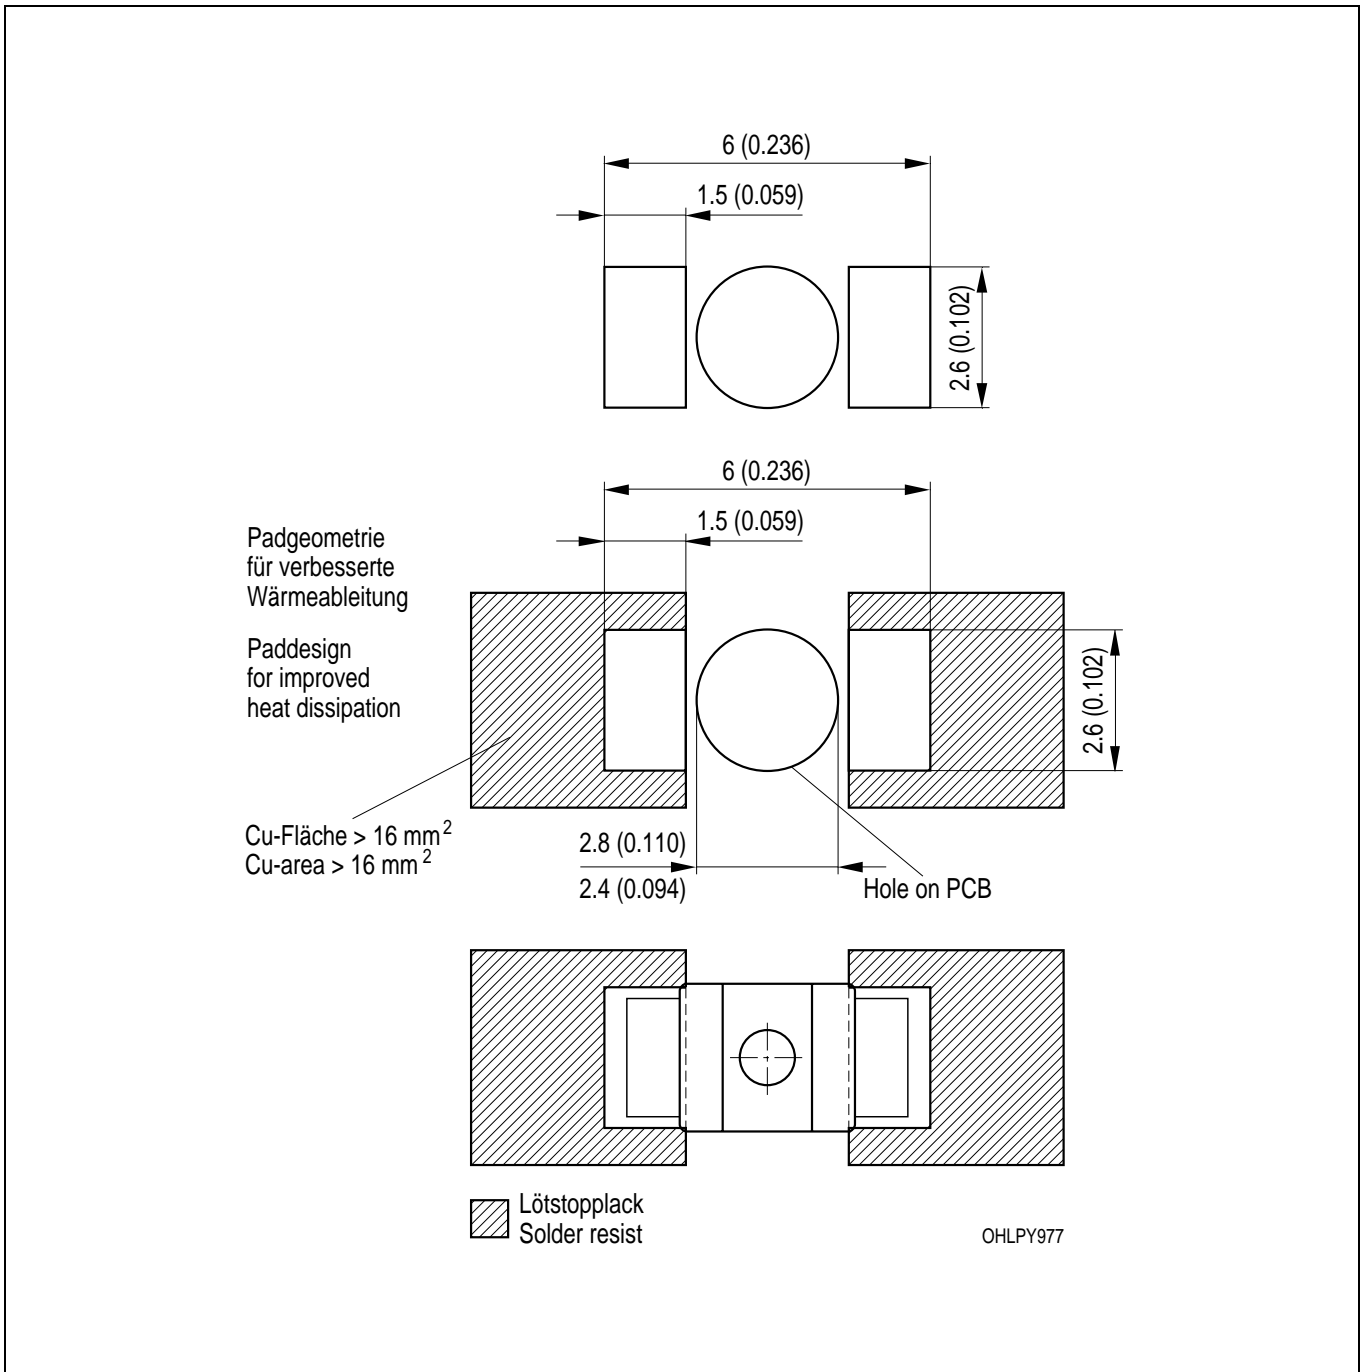 6 (0.236)
1.5 (0.059)
2.6 (0.102)
6 (0.236)
1.5 (0.059)
Padgeometrie
für verbesserte
Wärmeableitung
Paddesign
for improved
heat dissipation
2.6 (0.102)
Cu-Fläche > 16 mm²
Cu-area > 16 mm²
2.8 (0.110)
2.4 (0.094)
Hole on PCB
Lötstopplack
Solder resist
OHLPY977